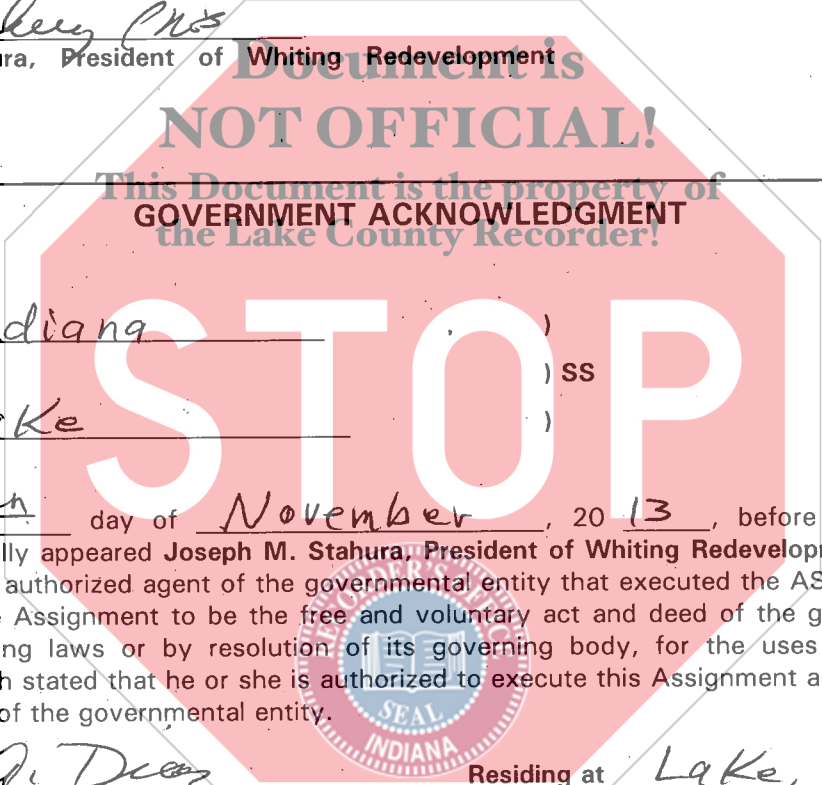 ura, President of Whiting Redevelopment
Document is
NOT OFFICIAL!
This Document is the property of
the Lake County Recorder!
GOVERNMENT ACKNOWLEDGMENT
diana )
) SS
ake )
STOP
h day of November, 20 13, before
lly appeared Joseph M. Stahura, President of Whiting Redevelopm
authorized agent of the governmental entity that executed the AS
Assignment to be the free and voluntary act and deed of the g
ng laws or by resolution of its governing body, for the uses
n stated that he or she is authorized to execute this Assignment a
of the governmental entity.
RECORDER'S OFFICE
SEAL
INDIANA
Residing at Lake,